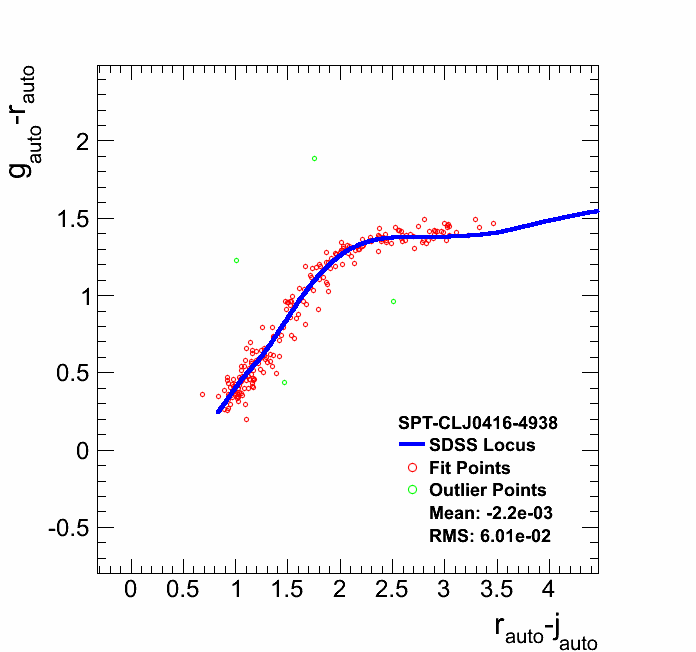 g_auto-r_auto
2
1.5
1
0.5
0
-0.5
SPT-CLJ0416-4938
SDSS Locus
Fit Points
Outlier Points
Mean: -2.2e-03
RMS: 6.01e-02
0 0.5 1 1.5 2 2.5 3 3.5 4
r_auto-j_auto